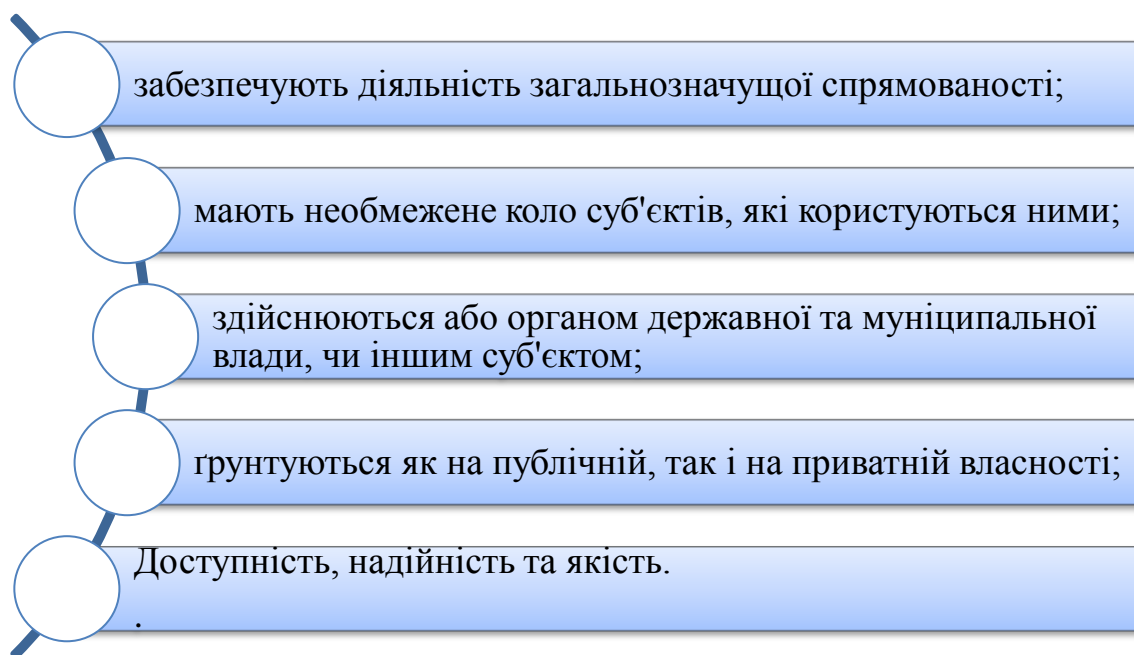 забезпечують діяльність загальнозначущої спрямованості;
мають необмежене коло суб'єктів, які користуються ними;
здійснюються або органом державної та муніципальної
влади, чи іншим суб'єктом;
ґрунтуються як на публічній, так і на приватній власності;
Доступність, надійність та якість.
.